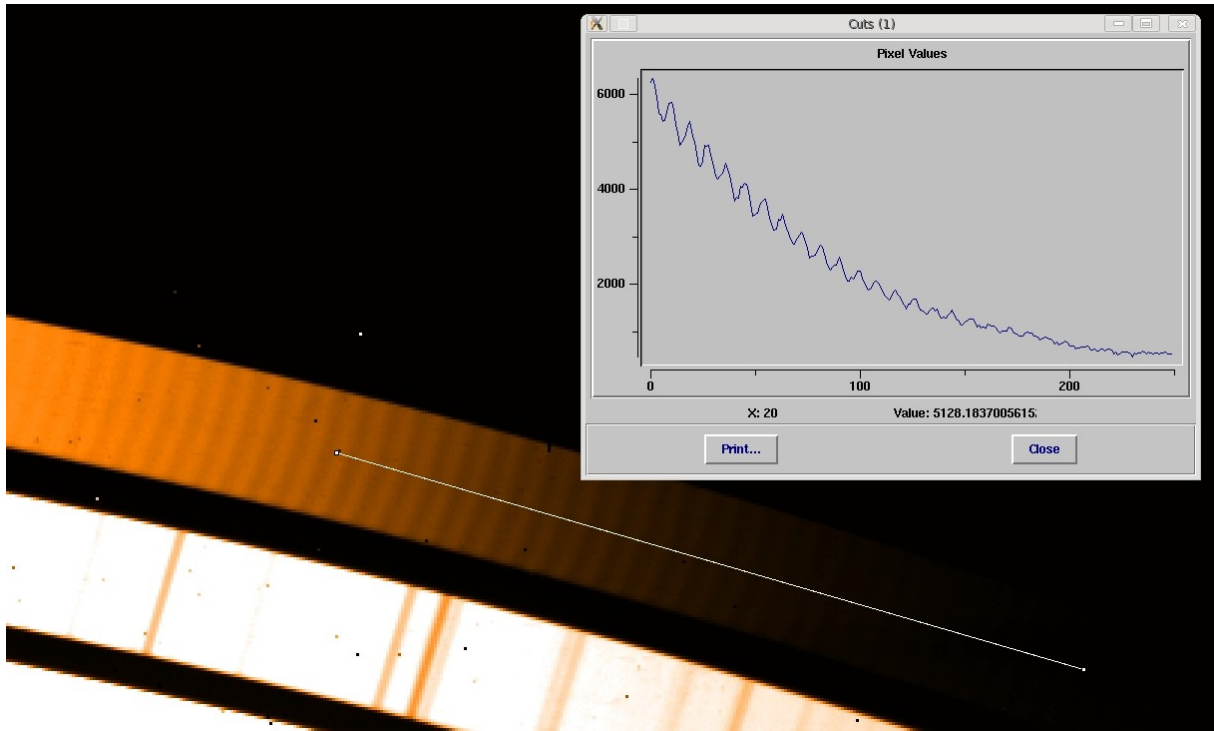 Cuts (1)
Pixel Values
6000
4000
2000
0
100
200
X: 20
Value: 5128.1837005615
Print...
Close